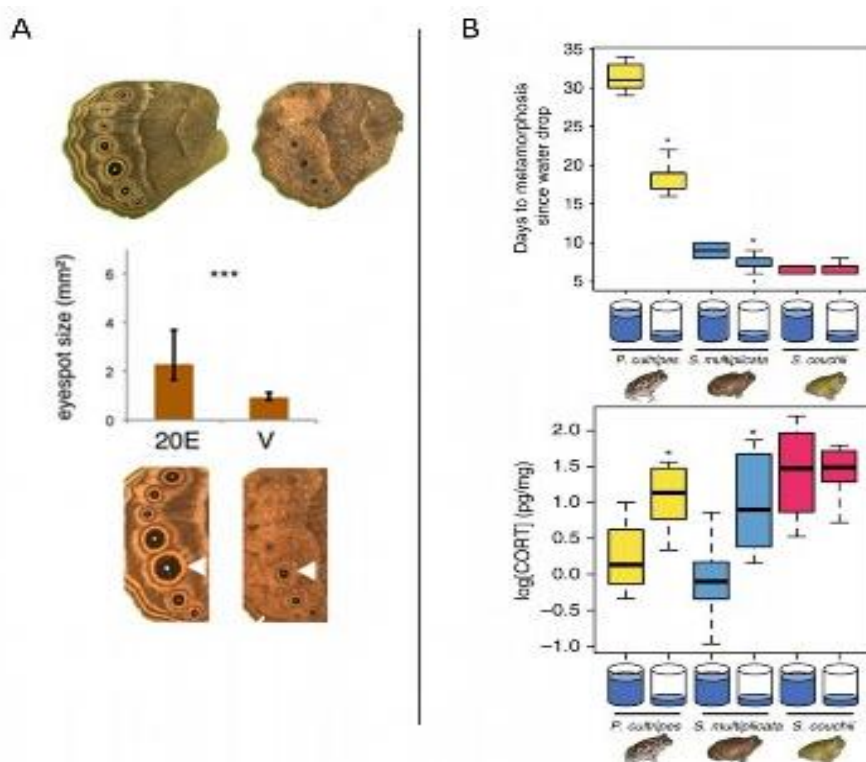 A
eyespot size (mm²)
6
4
2
0
***
20E V
B
Days to metamorphosis
since water drop
35
30
25
20
15
10
5
*
*
P. cultripes S. multiplicata S. couchii
log[CORT] (pg/mg)
2.0
1.5
1.0
0.5
0.0
−0.5
−1.0
*
*
P. cultripes S. multiplicata S. couchii